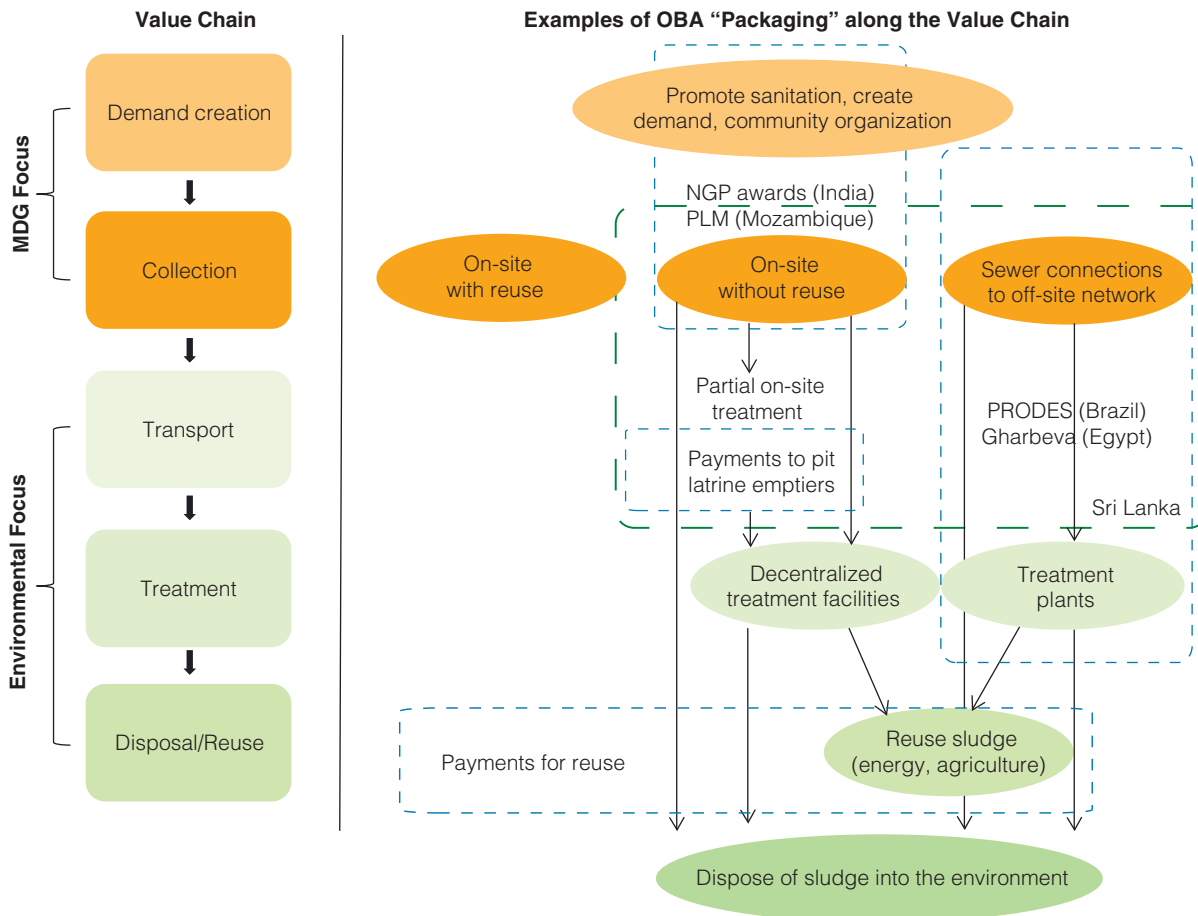 Value Chain
Examples of OBA “Packaging” along the Value Chain
MDG Focus
Environmental Focus
Demand creation
Collection
Transport
Treatment
Disposal/Reuse
Promote sanitation, create
demand, community organization
NGP awards (India)
PLM (Mozambique)
On-site
with reuse
On-site
without reuse
Sewer connections
to off-site network
Partial on-site
treatment
PRODES (Brazil)
Gharbeva (Egypt)
Payments to pit
latrine emptiers
Sri Lanka
Decentralized
treatment facilities
Treatment
plants
Payments for reuse
Reuse sludge
(energy, agriculture)
Dispose of sludge into the environment